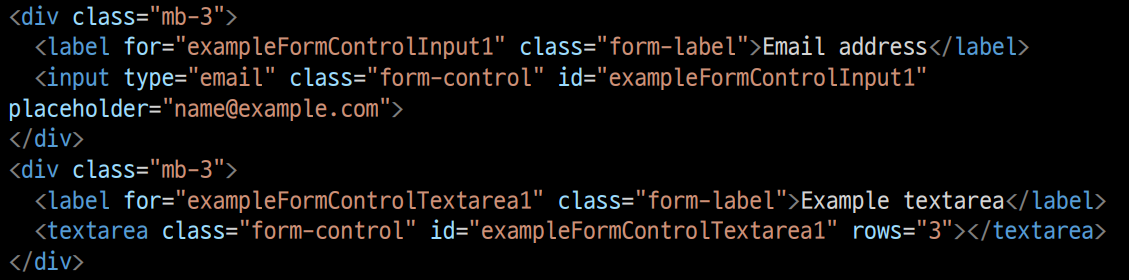 <div class="mb-3">
  <label for="exampleFormControlInput1" class="form-label">Email address</label>
  <input type="email" class="form-control" id="exampleFormControlInput1"
placeholder="name@example.com">
</div>
<div class="mb-3">
  <label for="exampleFormControlTextarea1" class="form-label">Example textarea</label>
  <textarea class="form-control" id="exampleFormControlTextarea1" rows="3"></textarea>
</div>